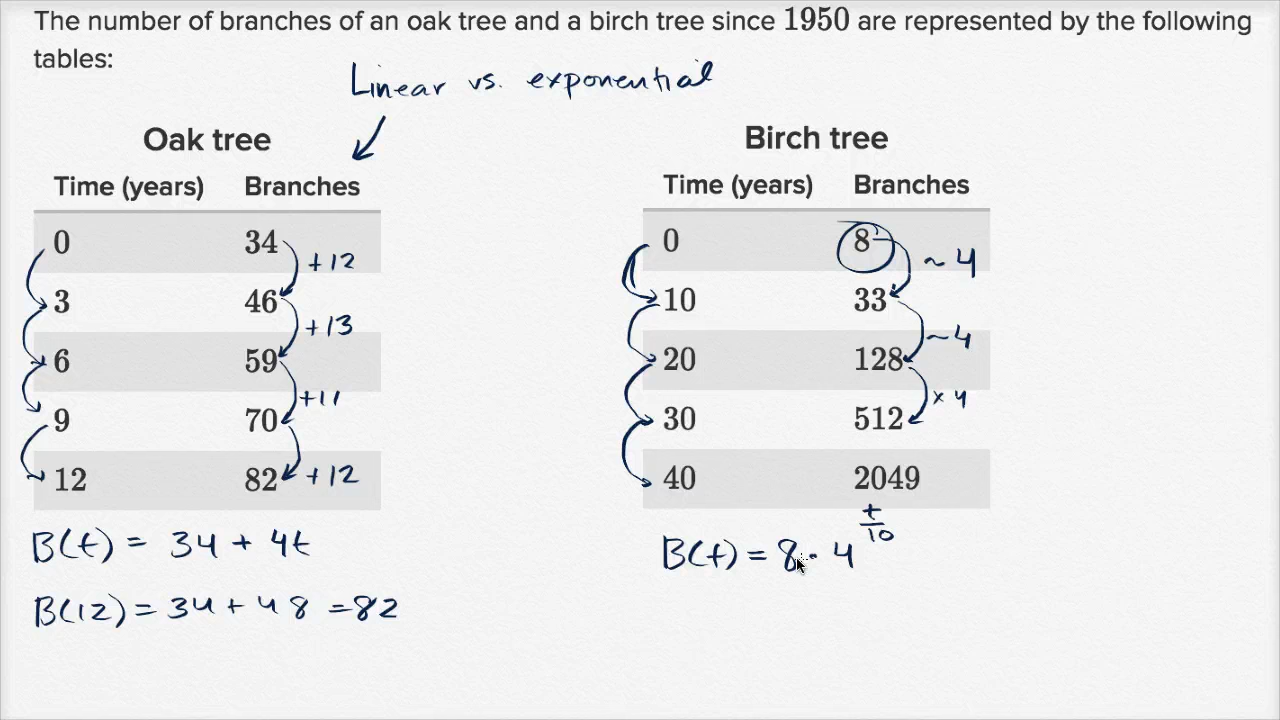 The number of branches of an oak tree and a birch tree since 1950 are represented by the following
tables:
Linear vs. exponential
Oak tree
Time (years) Branches
0 34
+12
3 46
+13
6 59
+11
9 70
12 82 +12
B(t) = 34 + 4t
B(12) = 34 + 48 = 82
Birch tree
Time (years) Branches
0 8
~ 4
10 33
~ 4
20 128
× 4
30 512
40 2049
B(t) = 8 · 4^(t/10)